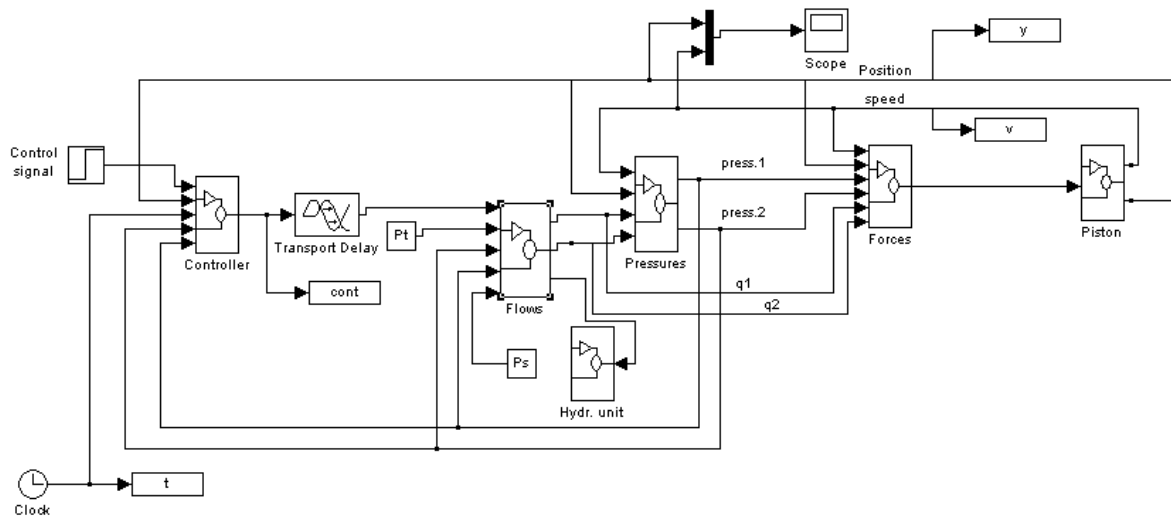 Scope
y
Position
speed
v
Control
signal
press.1
press.2
Controller
Transport Delay
Pt
Pressures
Forces
Piston
cont
Flows
q1
q2
Ps
Hydr. unit
t
Clock